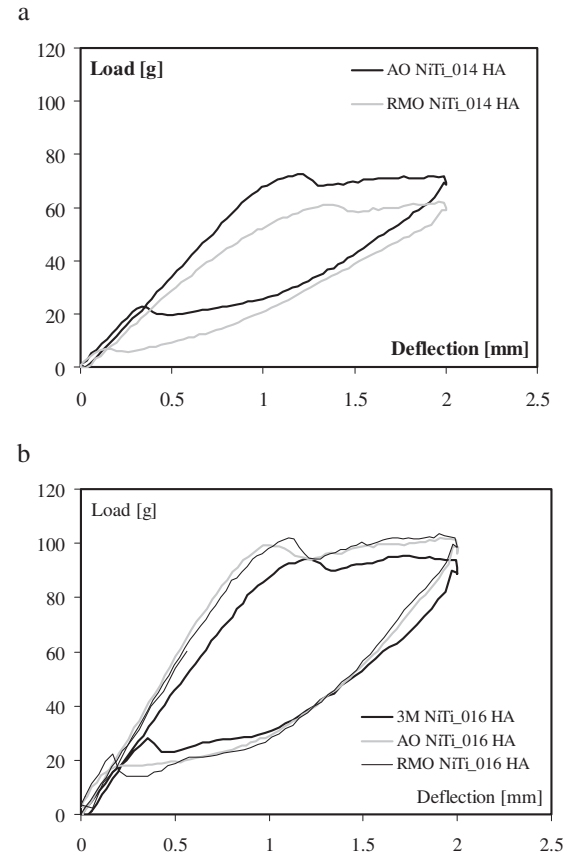 a
Load [g]
AO NiTi_014 HA
RMO NiTi_014 HA
120
100
80
60
40
20
0
Deflection [mm]
0 0.5 1 1.5 2 2.5
b
Load [g]
120
100
80
60
40
20
0
3M NiTi_016 HA
AO NiTi_016 HA
RMO NiTi_016 HA
Deflection [mm]
0 0.5 1 1.5 2 2.5